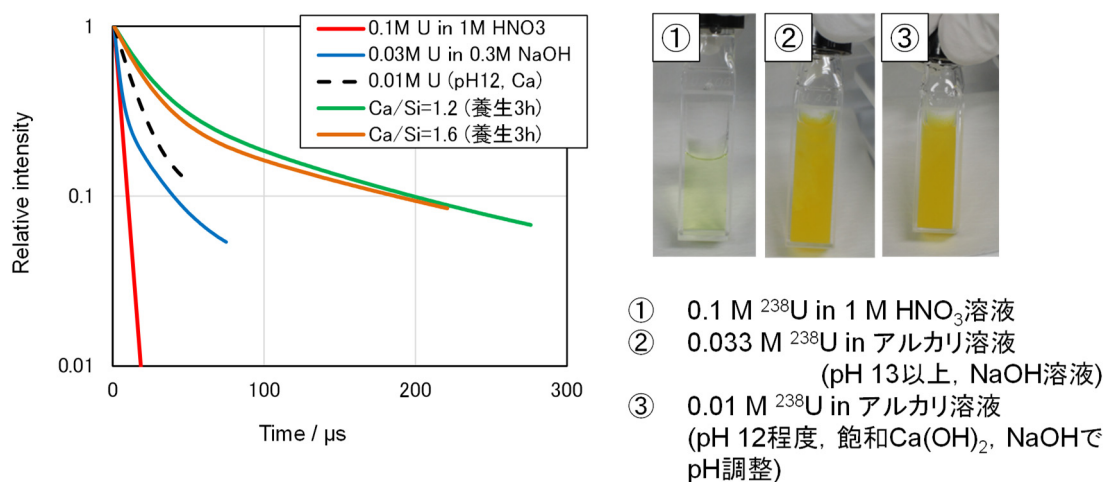 1
0.1
0.01
Relative intensity
0
100
200
300
Time / µs
0.1M U in 1M HNO3
0.03M U in 0.3M NaOH
0.01M U (pH12, Ca)
Ca/Si=1.2 (養生3h)
Ca/Si=1.6 (養生3h)
①
②
③
① 0.1 M ²³⁸U in 1 M HNO₃溶液
② 0.033 M ²³⁸U in アルカリ溶液
(pH 13以上, NaOH溶液)
③ 0.01 M ²³⁸U in アルカリ溶液
(pH 12程度, 飽和Ca(OH)₂, NaOHで
pH調整)